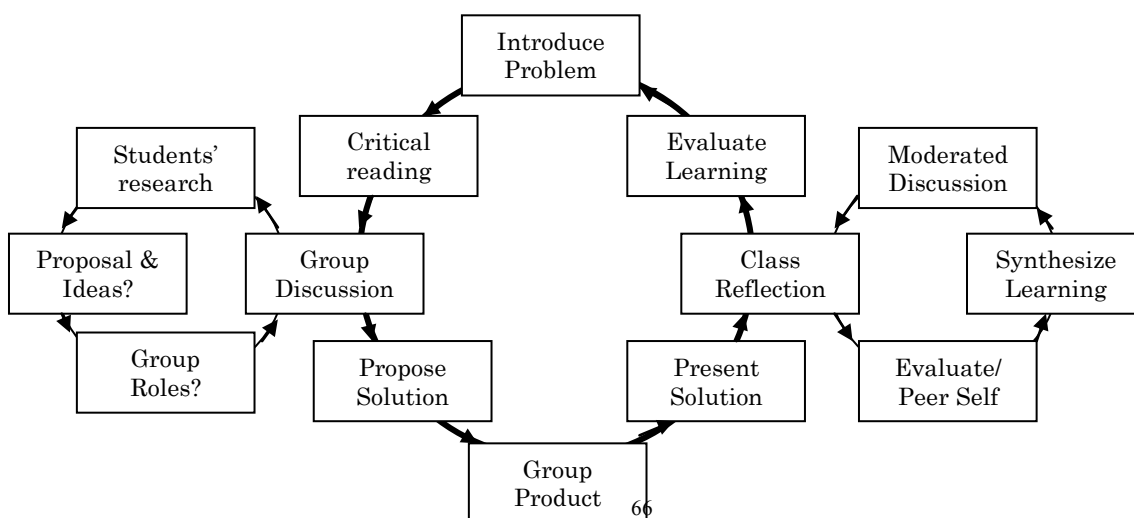 Introduce
Problem
Critical
reading
Evaluate
Learning
Students’
research
Moderated
Discussion
Proposal &
Ideas?
Group
Discussion
Class
Reflection
Synthesize
Learning
Group
Roles?
Propose
Solution
Present
Solution
Evaluate/
Peer Self
Group
Product
66